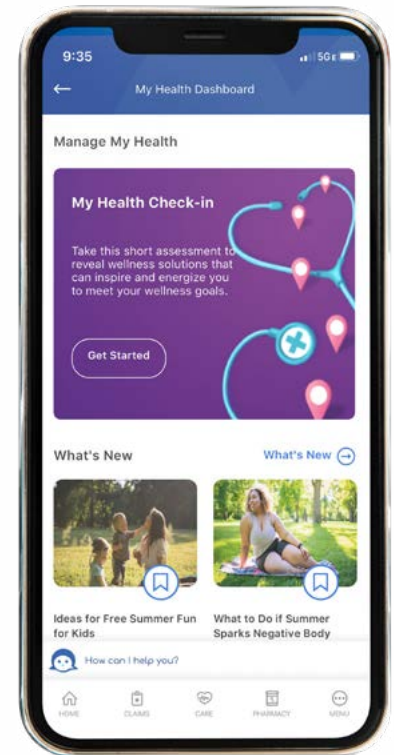 9:35
5GE
My Health Dashboard
Manage My Health
My Health Check-in
Take this short assessment to
reveal wellness solutions that
can inspire and energize you
to meet your wellness goals.
Get Started
What's New
What's New
Ideas for Free Summer Fun
for Kids
What to Do if Summer
Sparks Negative Body
How can I help you?
HOME
CLAIMS
CARE
PHARMACY
MENU